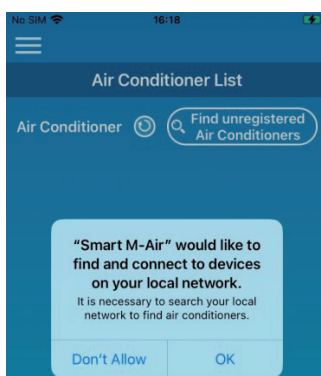 No SIM 16:18
Air Conditioner List
Air Conditioner
Find unregistered
Air Conditioners
“Smart M-Air” would like to
find and connect to devices
on your local network.
It is necessary to search your local
network to find air conditioners.
Don't Allow OK